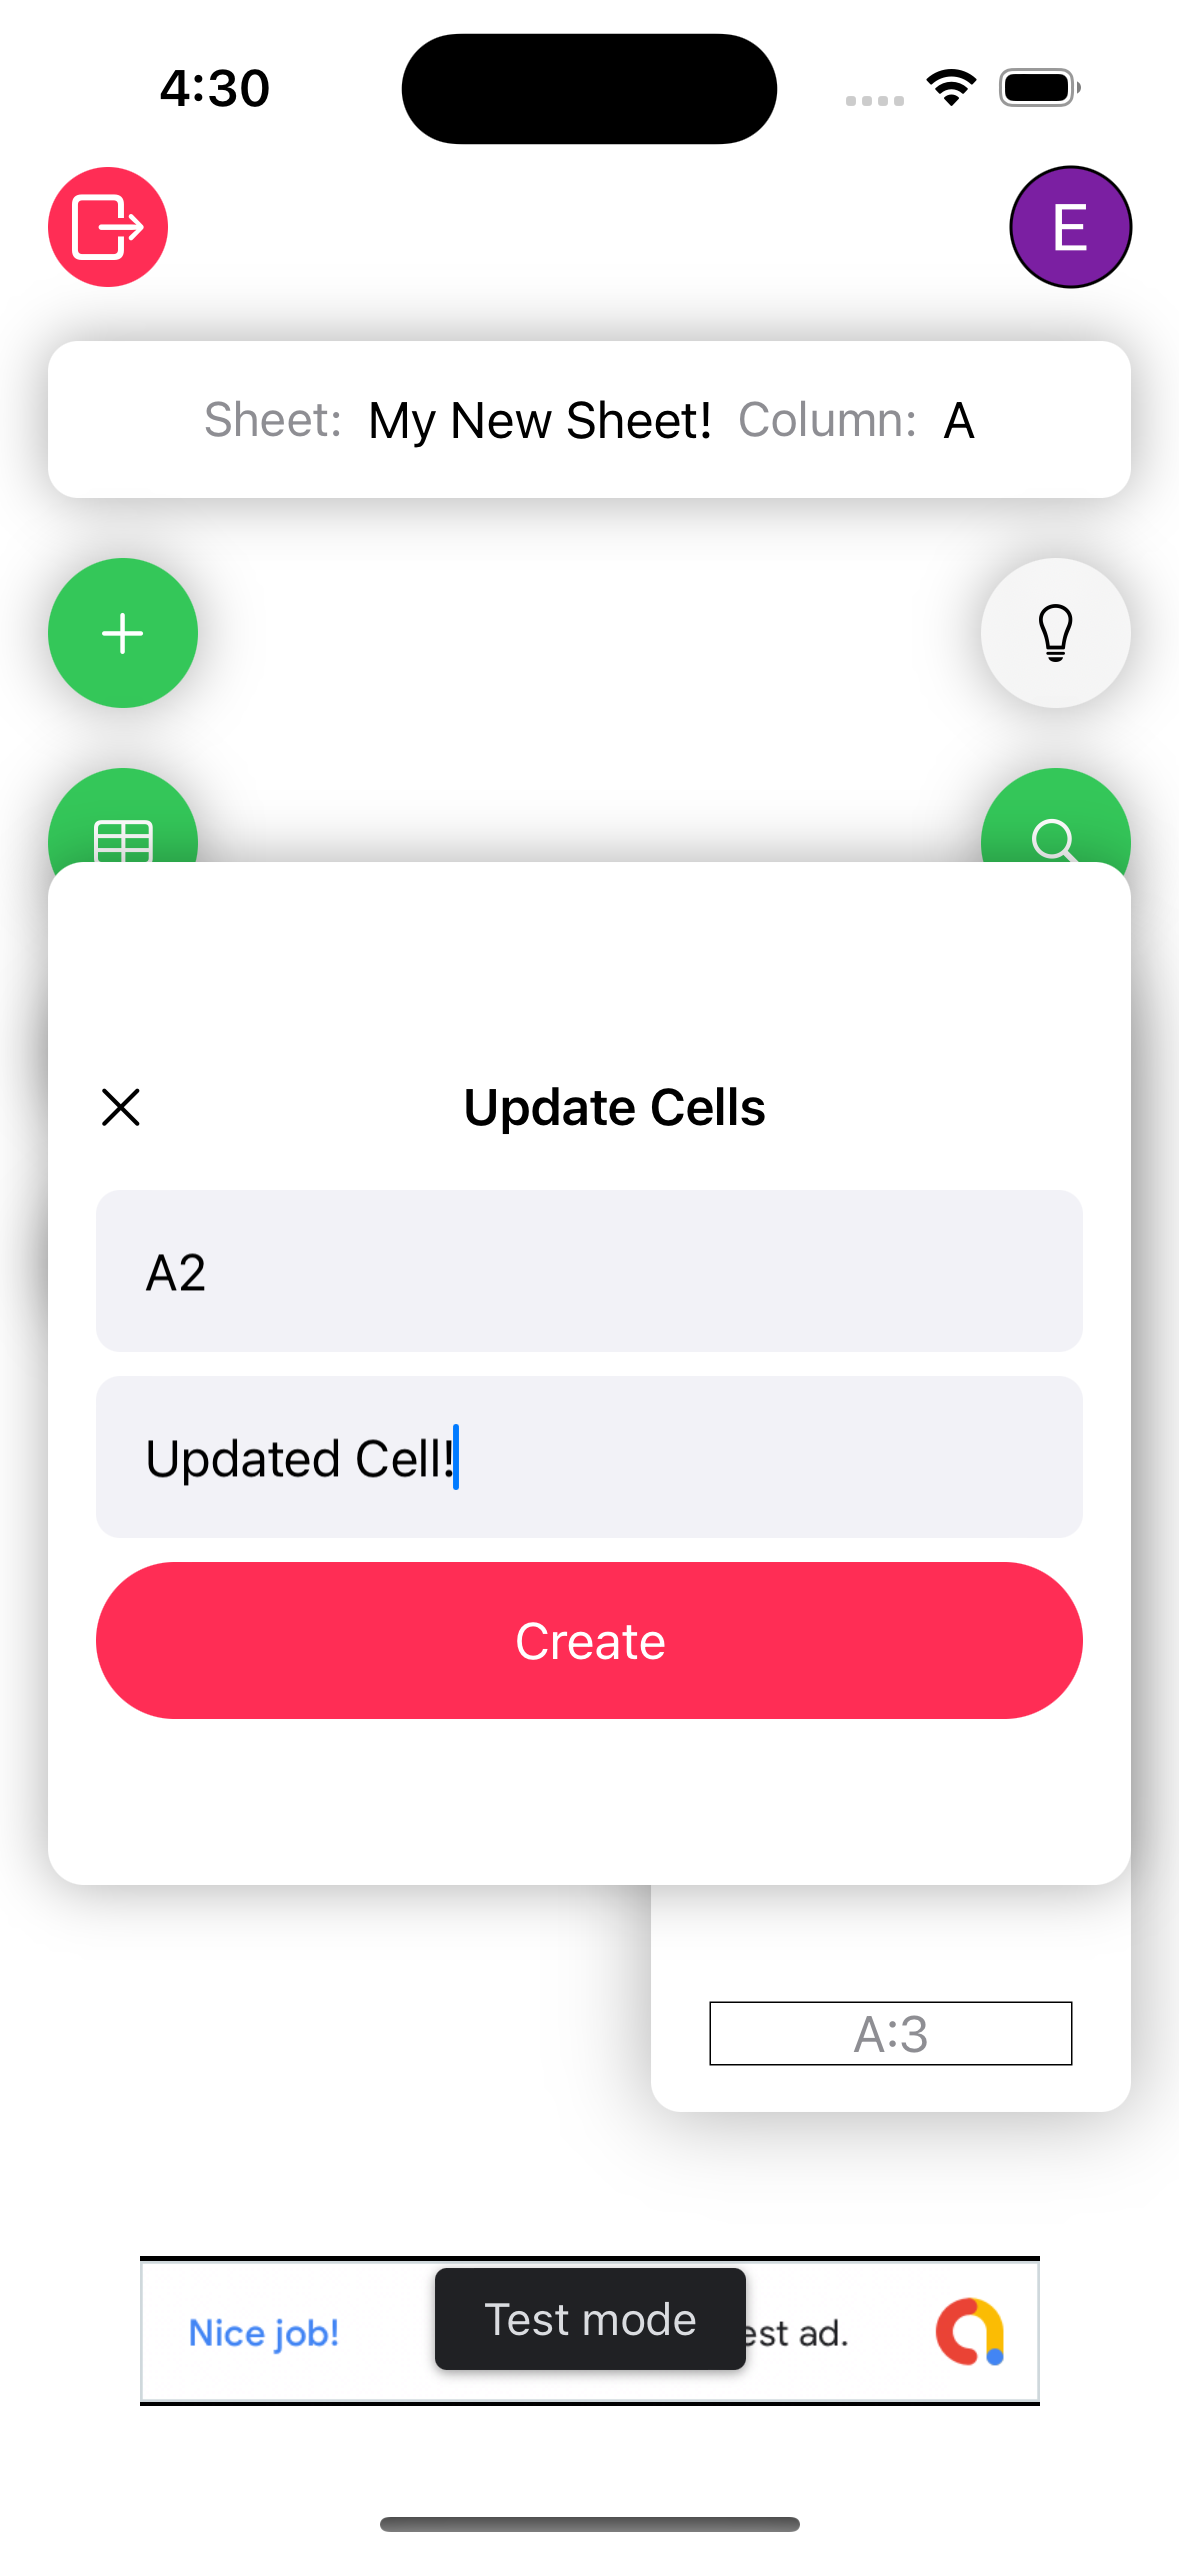 4:30
E
Sheet: My New Sheet! Column: A
Update Cells
A2
Updated Cell!
Create
A:3
Nice job!
Test mode
est ad.